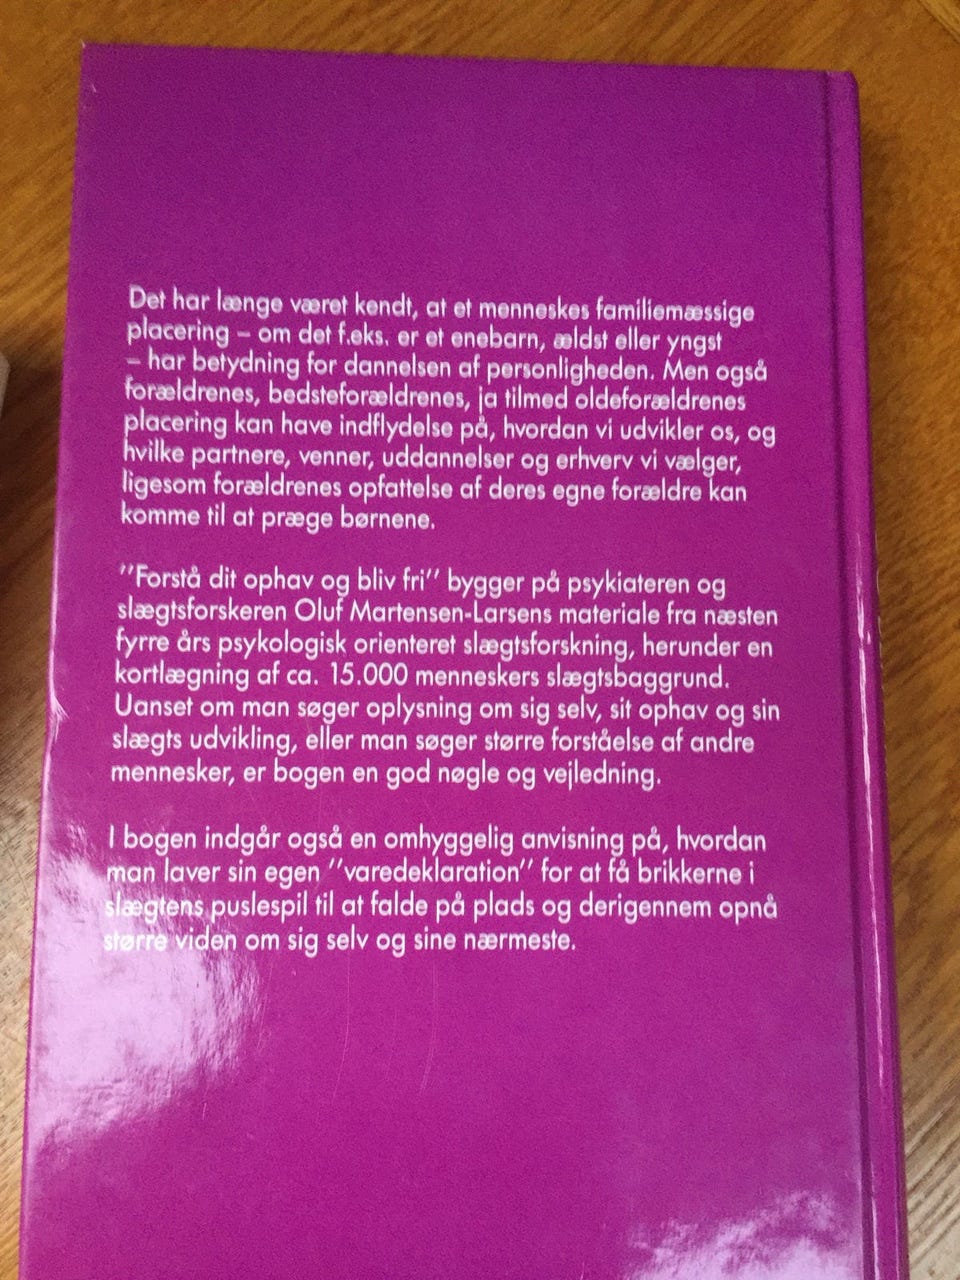 Det har længe været kendt, at et menneskes familiemæssige
placering – om det f.eks. er et enebarn, ældst eller yngst
– har betydning for dannelsen af personligheden. Men også
forældrenes, bedsteforældrenes, ja tilmed oldeforældrenes
placering kan have indflydelse på, hvordan vi udvikler os, og
hvilke partnere, venner, uddannelser og erhverv vi vælger,
ligesom forældrenes opfattelse af deres egne forældre kan
komme til at præge børnene.
"Forstå dit ophav og bliv fri" bygger på psykiateren og
slægtsforskeren Oluf Martensen-Larsens materiale fra næsten
fyrre års psykologisk orienteret slægtsforskning, herunder en
kortlægning af ca. 15.000 menneskers slægtsbaggrund.
Uanset om man søger oplysning om sig selv, sit ophav og sin
slægts udvikling, eller man søger større forståelse af andre
mennesker, er bogen en god nøgle og vejledning.
I bogen indgår også en omhyggelig anvisning på, hvordan
man laver sin egen "varedeklaration" for at få brikkerne i
slægtens puslespil til at falde på plads og derigennem opnå
større viden om sig selv og sine nærmeste.